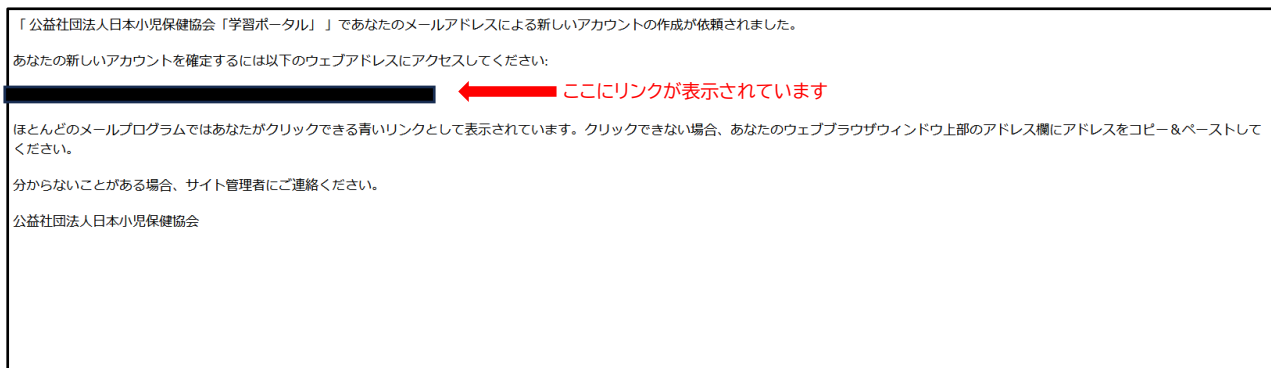 「 公益社団法人日本小児保健協会「学習ポータル」 」であなたのメールアドレスによる新しいアカウントの作成が依頼されました。
あなたの新しいアカウントを確定するには以下のウェブアドレスにアクセスしてください:
ここにリンクが表示されています
ほとんどのメールプログラムではあなたがクリックできる青いリンクとして表示されています。クリックできない場合、あなたのウェブブラウザウィンドウ上部のアドレス欄にアドレスをコピー＆ペーストして
ください。
分からないことがある場合、サイト管理者にご連絡ください。
公益社団法人日本小児保健協会